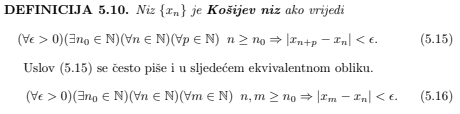 DEFINICIJA 5.10. Niz {xₙ} je Košijev niz ako vrijedi
(∀ϵ > 0)(∃n₀ ∈ ℕ)(∀n ∈ ℕ)(∀p ∈ ℕ) n ≥ n₀ ⇒ |xₙ₊ₚ − xₙ| < ϵ. (5.15)
Uslov (5.15) se često piše i u sljedećem ekvivalentnom obliku.
(∀ϵ > 0)(∃n₀ ∈ ℕ)(∀n ∈ ℕ)(∀m ∈ ℕ) n, m ≥ n₀ ⇒ |xₘ − xₙ| < ϵ. (5.16)